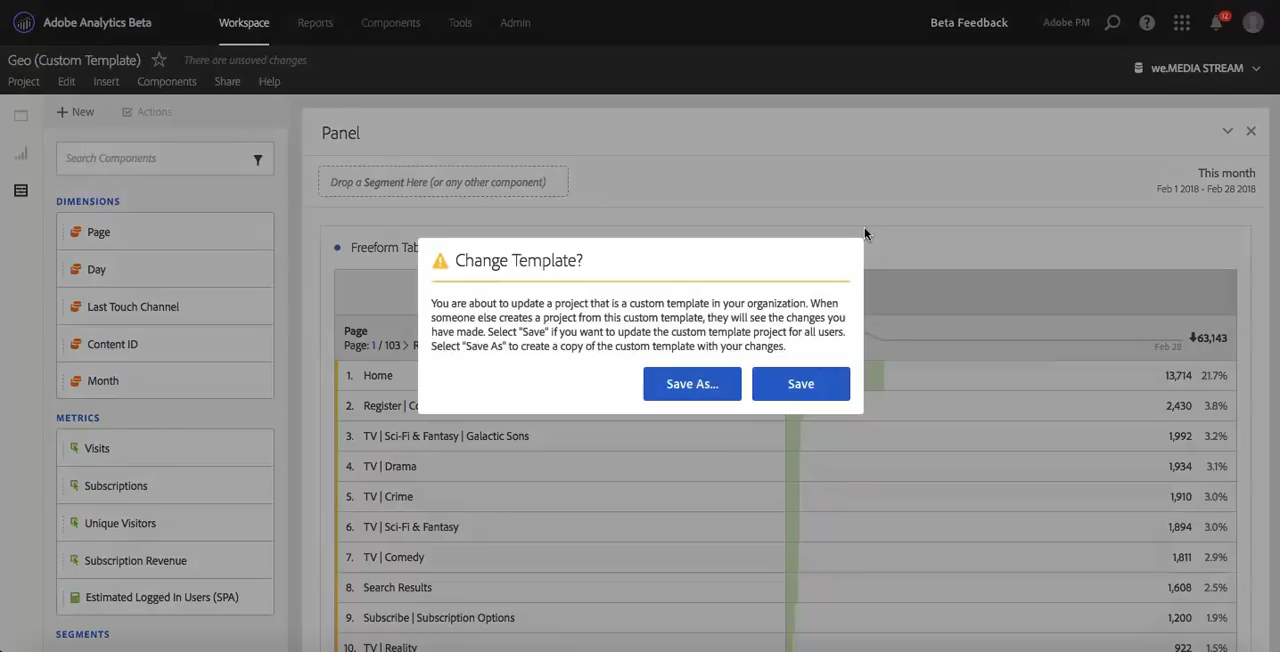 Adobe Analytics Beta
Workspace
Reports
Components
Tools
Admin
Beta Feedback
Adobe PM
12
Geo (Custom Template)
There are unsaved changes
we.MEDIA STREAM
Project
Edit
Insert
Components
Share
Help
+ New
Actions
Search Components
DIMENSIONS
Page
Day
Last Touch Channel
Content ID
Month
METRICS
Visits
Subscriptions
Unique Visitors
Subscription Revenue
Estimated Logged In Users (SPA)
SEGMENTS
Panel
Drop a Segment Here (or any other component)
This month
Feb 1 2018 - Feb 28 2018
Freeform Tab
Change Template?
You are about to update a project that is a custom template in your organization. When
someone else creates a project from this custom template, they will see the changes you
have made. Select "Save" if you want to update the custom template project for all users.
Select "Save As" to create a copy of the custom template with your changes.
Save As...
Save
Page
Page: 1 / 103 > R
Feb 28
63,143
1. Home 13,714 21.7%
2. Register | Co 2,430 3.8%
3. TV | Sci-Fi & Fantasy | Galactic Sons 1,992 3.2%
4. TV | Drama 1,934 3.1%
5. TV | Crime 1,910 3.0%
6. TV | Sci-Fi & Fantasy 1,894 3.0%
7. TV | Comedy 1,811 2.9%
8. Search Results 1,608 2.5%
9. Subscribe | Subscription Options 1,200 1.9%
10. TV | Reality 922 1.5%